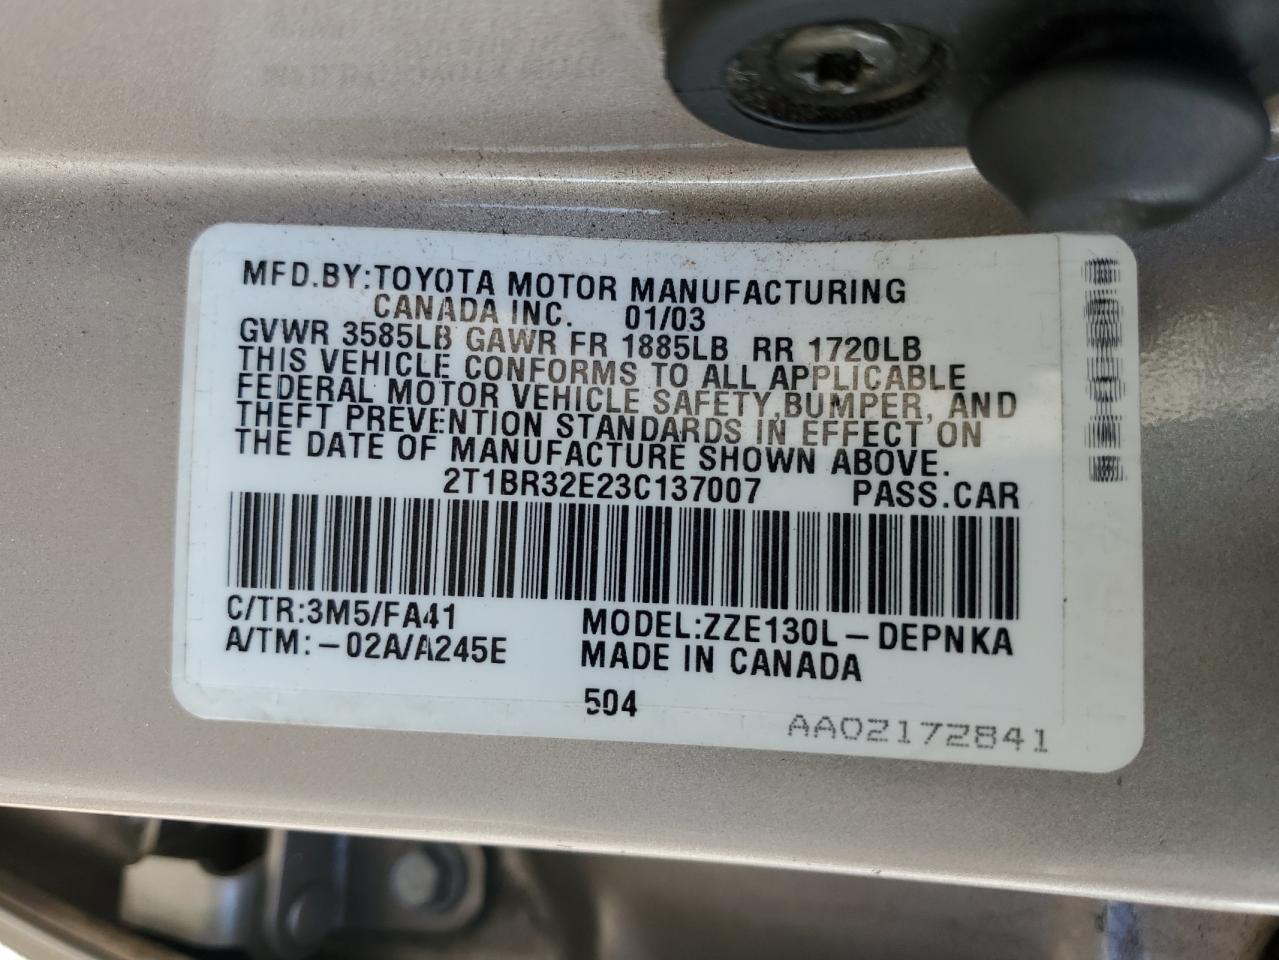 MFD.BY:TOYOTA MOTOR MANUFACTURING
CANADA INC. 01/03
GVWR 3585LB GAWR FR 1885LB RR 1720LB
THIS VEHICLE CONFORMS TO ALL APPLICABLE
FEDERAL MOTOR VEHICLE SAFETY,BUMPER, AND
THEFT PREVENTION STANDARDS IN EFFECT ON
THE DATE OF MANUFACTURE SHOWN ABOVE.
2T1BR32E23C137007 PASS.CAR
C/TR:3M5/FA41 MODEL:ZZE130L-DEPNKA
A/TM:-02A/A245E MADE IN CANADA
504
AA02172841